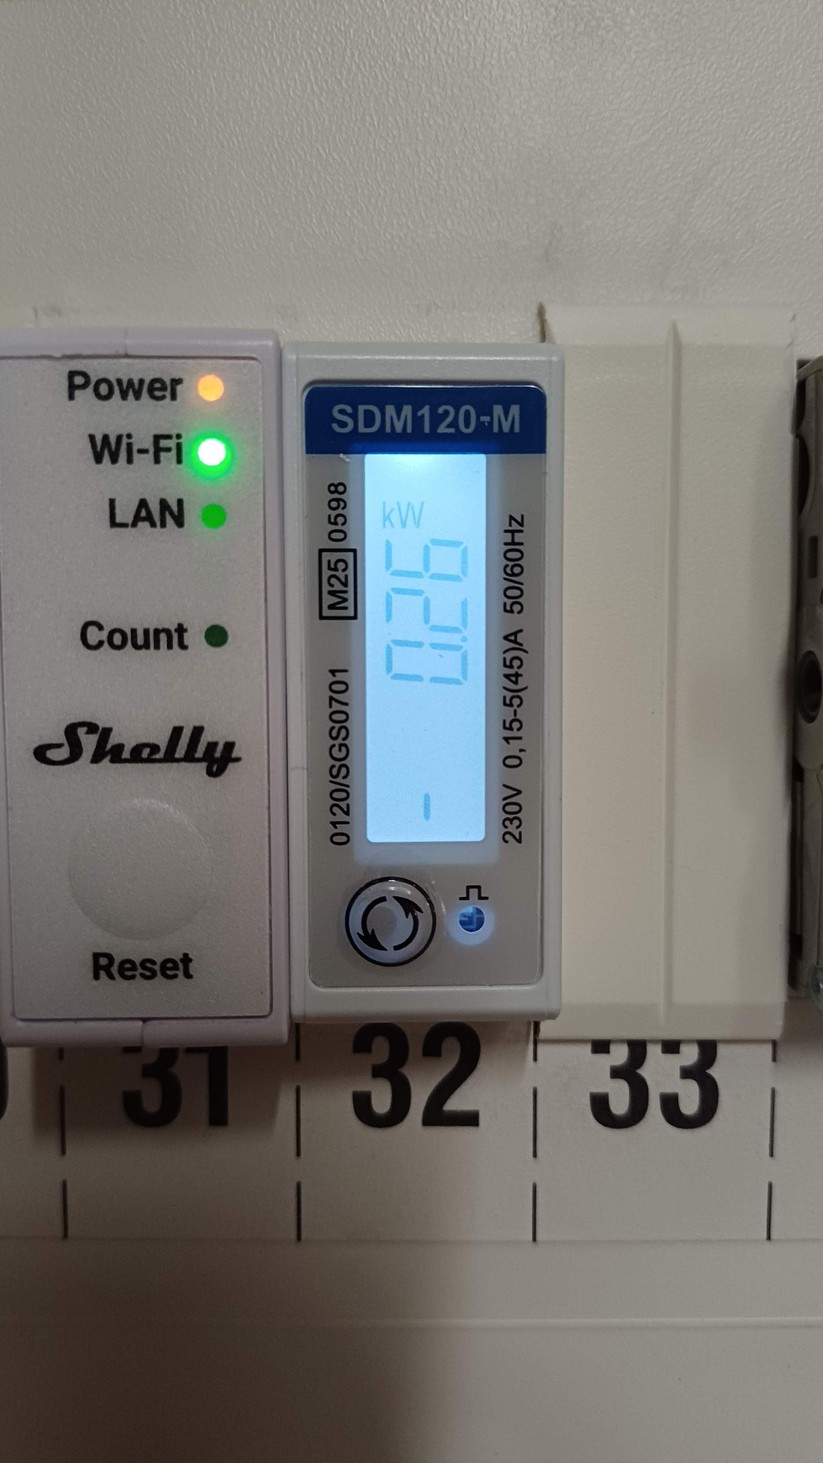 Power
Wi-Fi
LAN
Count
Shelly
Reset
SDM120-M
M25 0598
0120/SGS0701
- 0.26 kW
230V 0,15-5(45)A 50/60Hz
31
32
33